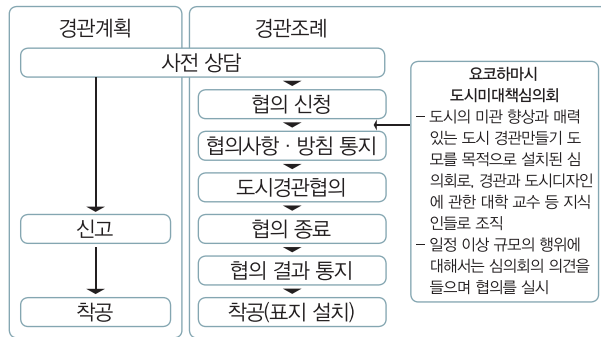 경관계획
경관조례
사전 상담
협의 신청
협의사항 · 방침 통지
도시경관협의
신고
협의 종료
협의 결과 통지
착공
착공(표지 설치)
요코하마시
도시미대책심의회
– 도시의 미관 향상과 매력
있는 도시 경관만들기 도
모를 목적으로 설치된 심
의회로, 경관과 도시디자인
에 관한 대학 교수 등 지식
인들로 조직
– 일정 이상 규모의 행위에
대해서는 심의회의 의견을
들으며 협의를 실시